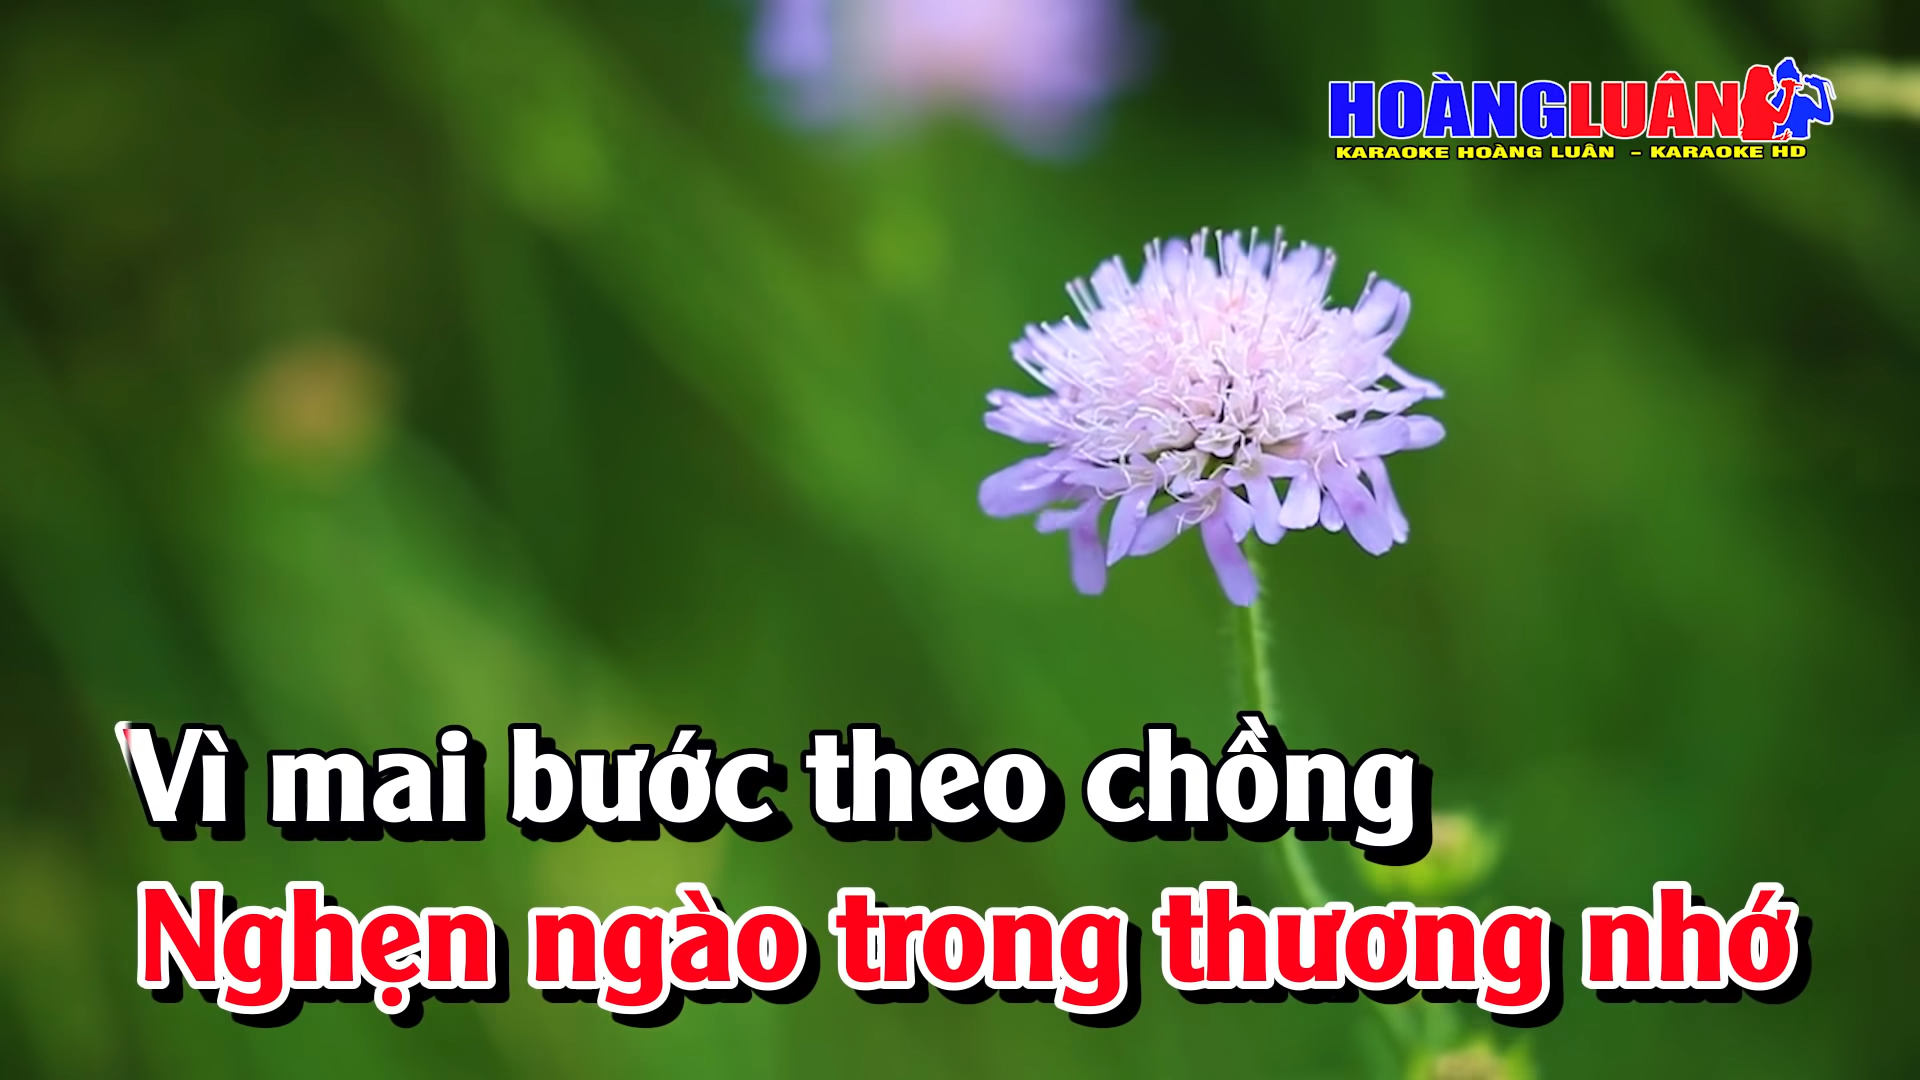 HOÀNGLUÂN
KARAOKE HOÀNG LUÂN - KARAOKE HD
Vì mai bước theo chồng
Nghẹn ngào trong thương nhớ